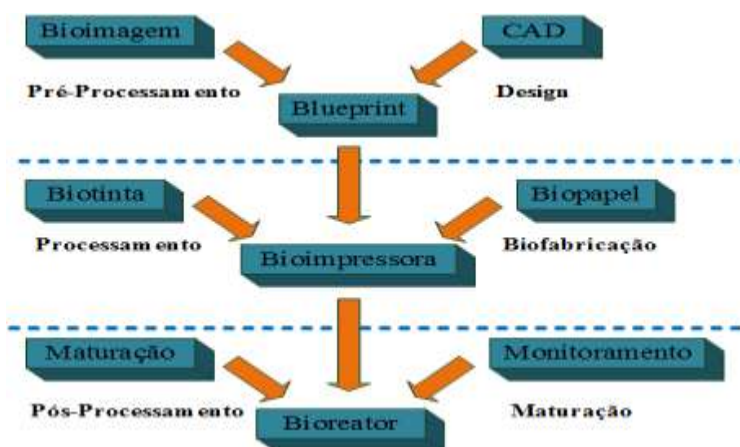 Bioimagem
CAD
Pré-Processamento
Design
Blueprint
Biotinta
Biopapel
Processamento
Biofabricação
Bioimpressora
Maturação
Monitoramento
Pós-Processamento
Maturação
Bioreator